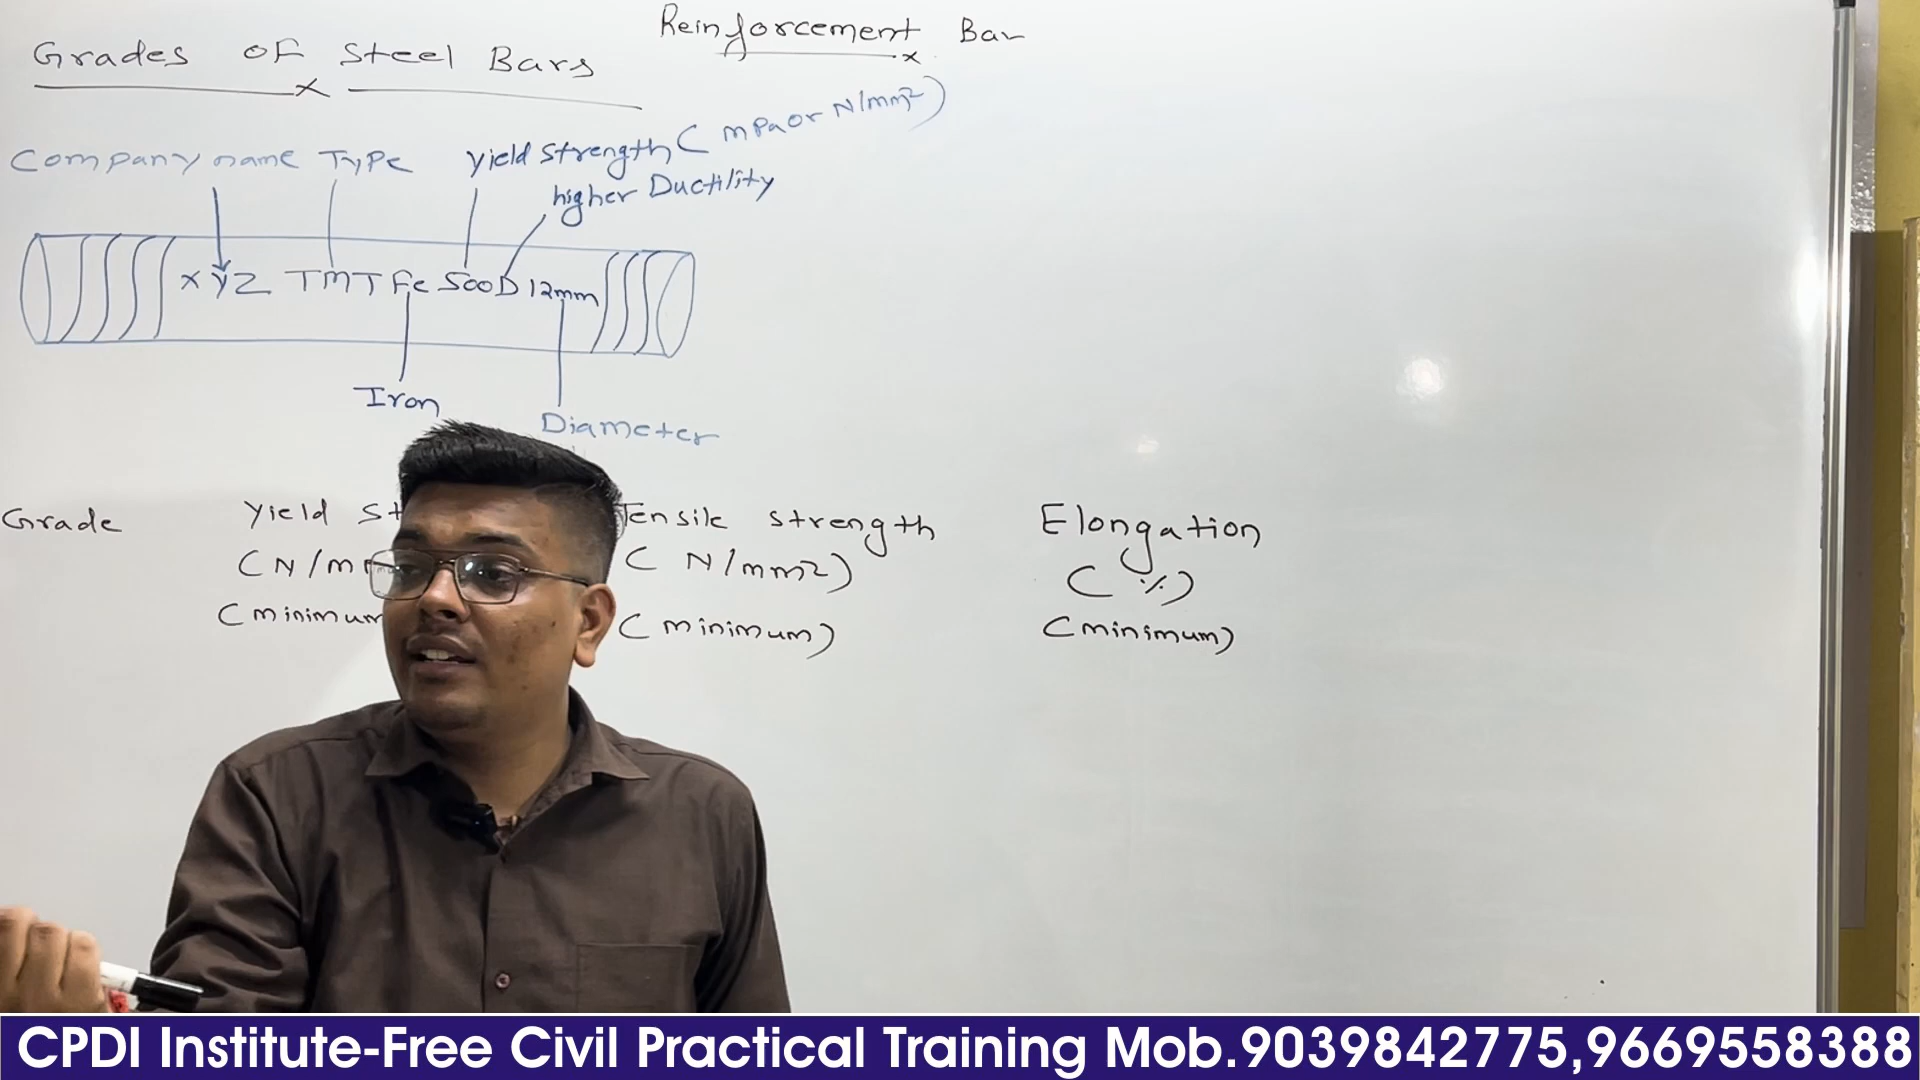 Reinforcement Bar
Grades of Steel Bars
Company name Type yield strength ( mpa or N/mm2 )
higher Ductility
XYZ TMT Fe 500D 12mm
Iron
Diameter
Grade Yield Tensile strength Elongation
( N/mm2 ) ( % )
( minimum ( minimum ) ( minimum )
CPDI Institute-Free Civil Practical Training Mob.9039842775,9669558388